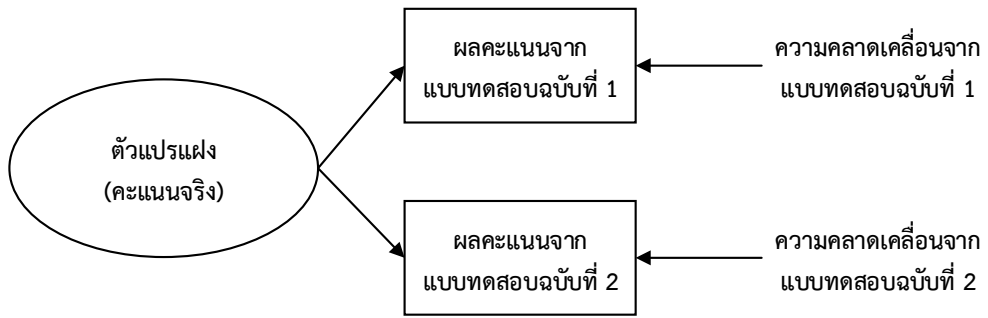 ผลคะแนนจาก
แบบทดสอบฉบับที่ 1
ความคลาดเคลื่อนจาก
แบบทดสอบฉบับที่ 1
ตัวแปรแฝง
(คะแนนจริง)
ผลคะแนนจาก
แบบทดสอบฉบับที่ 2
ความคลาดเคลื่อนจาก
แบบทดสอบฉบับที่ 2